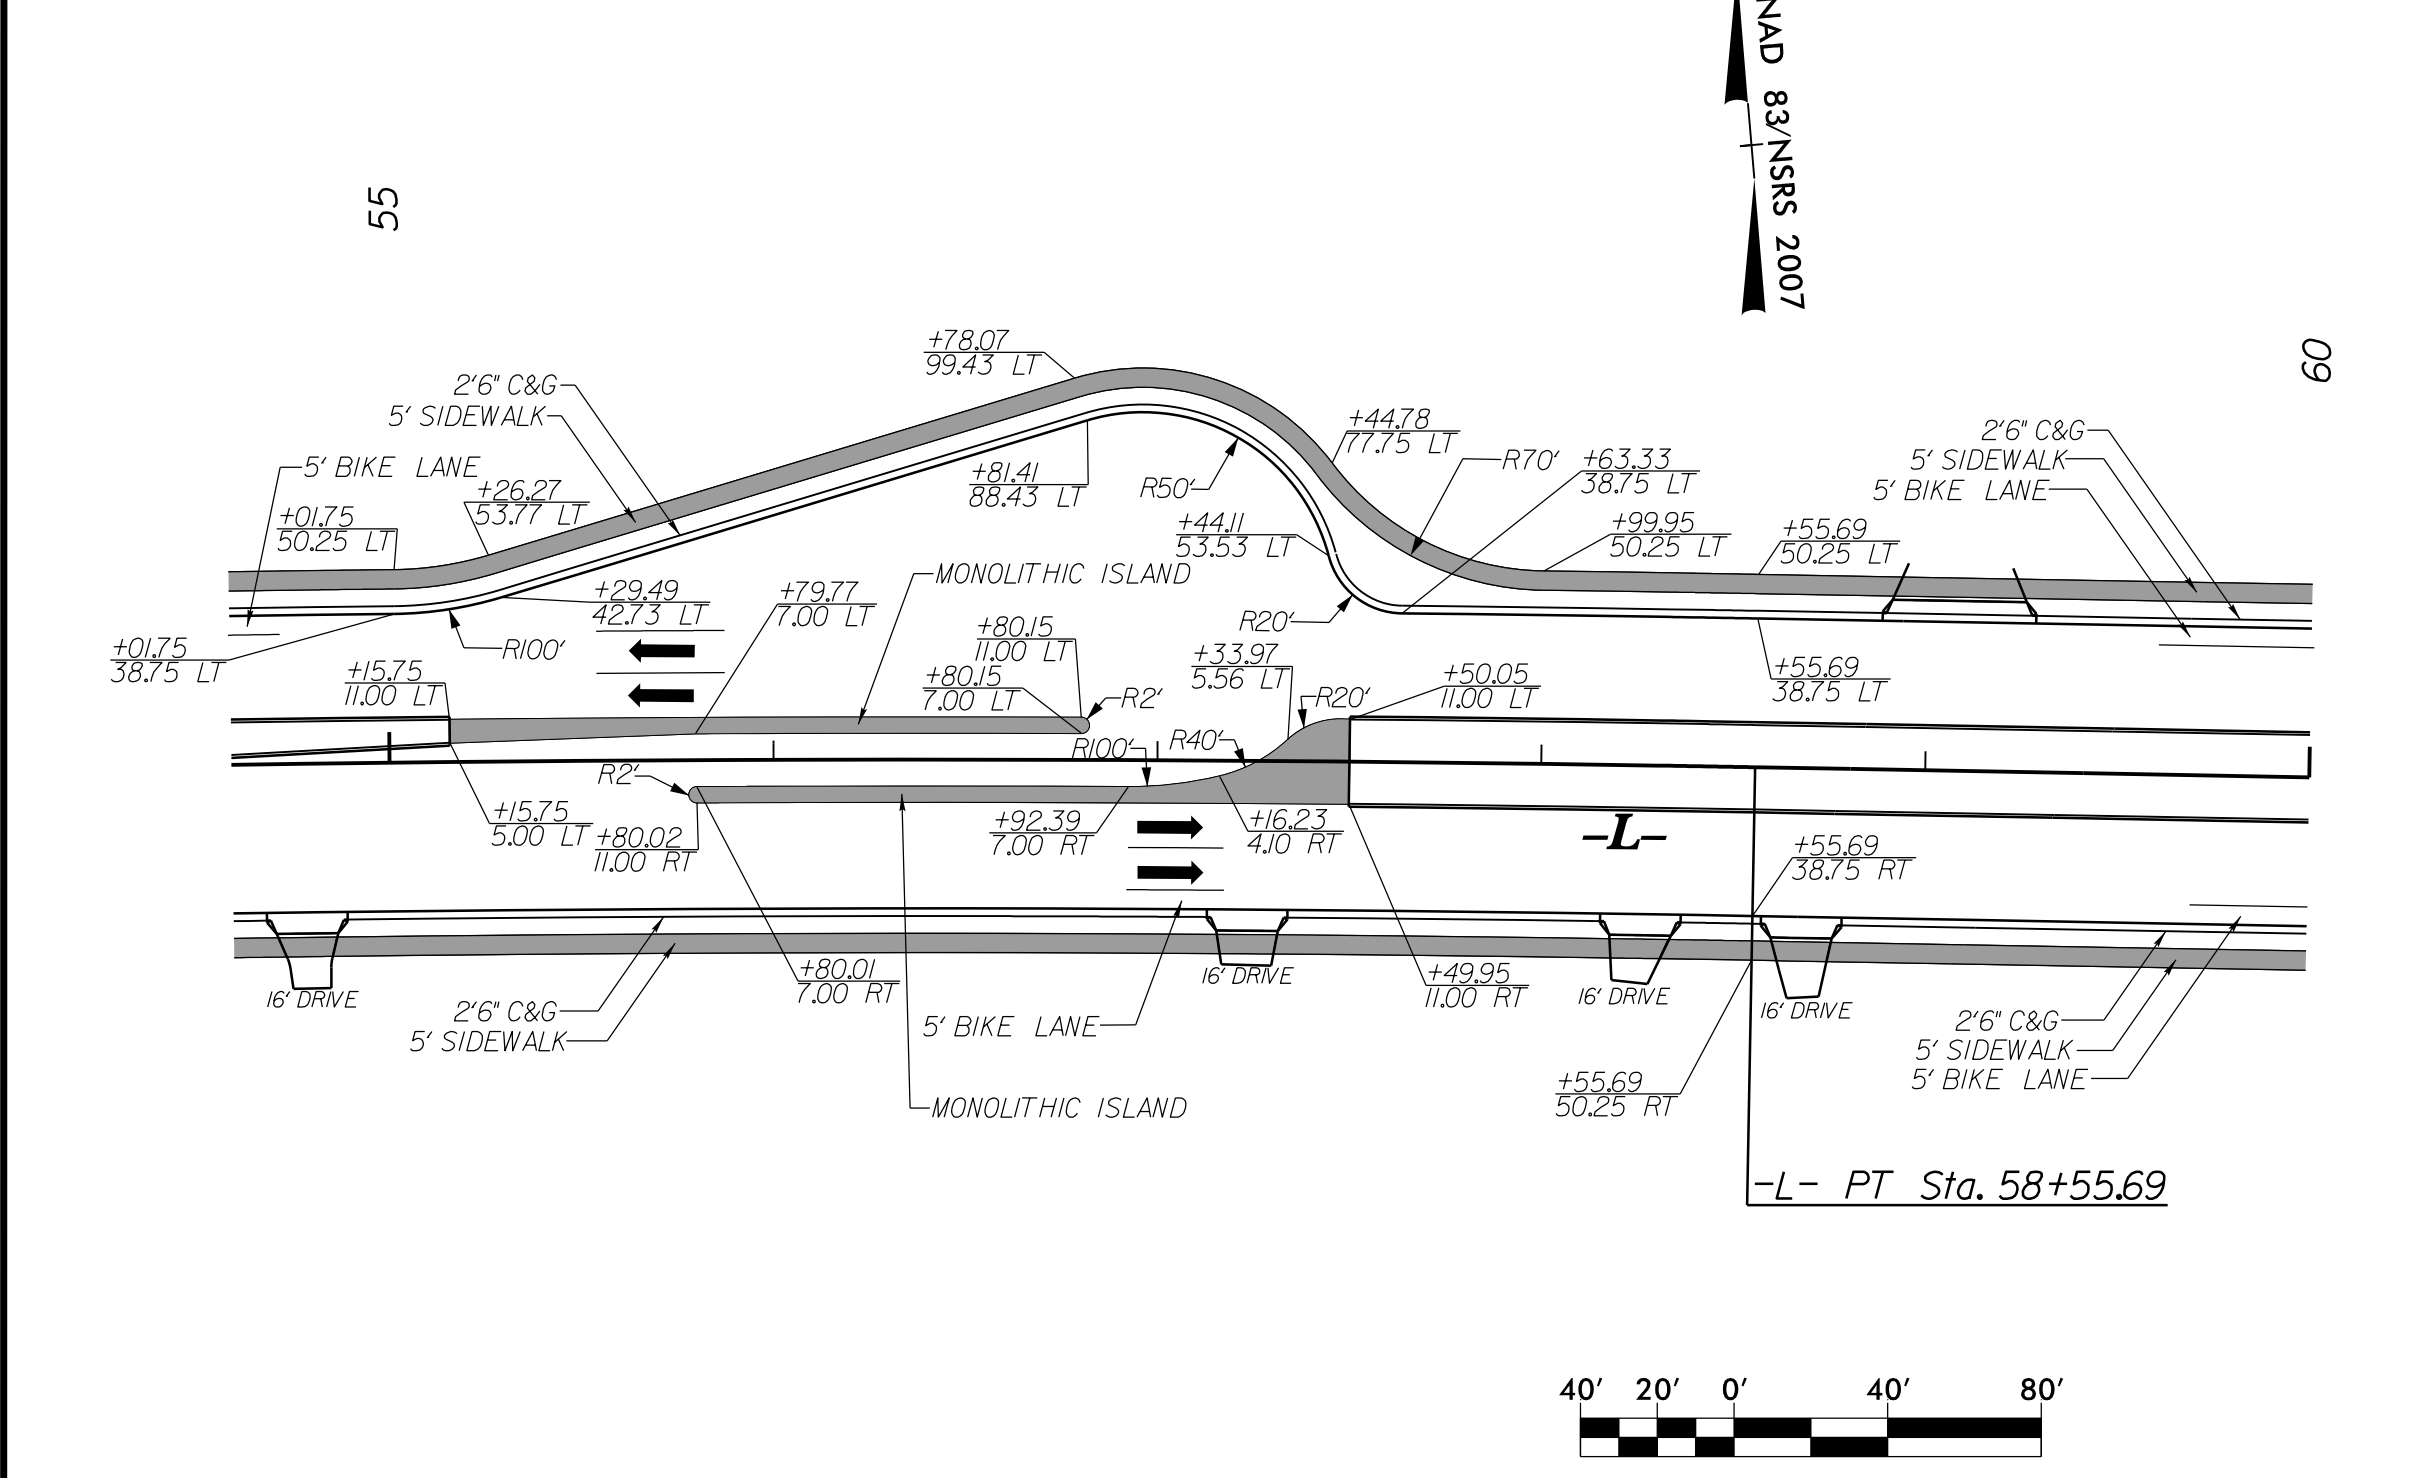 NAD 83/NSRS 2007
55
60
+78.07
99.43 LT
2'6" C&G
5' SIDEWALK
5' BIKE LANE
+26.27
53.77 LT
+01.75
50.25 LT
+44.78
77.75 LT
R70'
+63.33
38.75 LT
2'6" C&G
5' SIDEWALK
5' BIKE LANE
+81.41
88.43 LT
R50'
+44.11
53.53 LT
+99.95
50.25 LT
+55.69
50.25 LT
MONOLITHIC ISLAND
+29.49
42.73 LT
+79.77
7.00 LT
+01.75
38.75 LT
R100'
+15.75
11.00 LT
+80.15
11.00 LT
+80.15
7.00 LT
R2'
R20'
+33.97
5.56 LT
R20'
+50.05
11.00 LT
+55.69
38.75 LT
R100'
R40'
R2'
+15.75
5.00 LT
+80.02
11.00 RT
+92.39
7.00 RT
+16.23
4.10 RT
-L-
+55.69
38.75 RT
16' DRIVE
+80.01
7.00 RT
16' DRIVE
+49.95
11.00 RT
16' DRIVE
16' DRIVE
2'6" C&G
5' SIDEWALK
5' BIKE LANE
MONOLITHIC ISLAND
+55.69
50.25 RT
2'6" C&G
5' SIDEWALK
5' BIKE LANE
-L- PT Sta. 58+55.69
40' 20' 0' 40' 80'